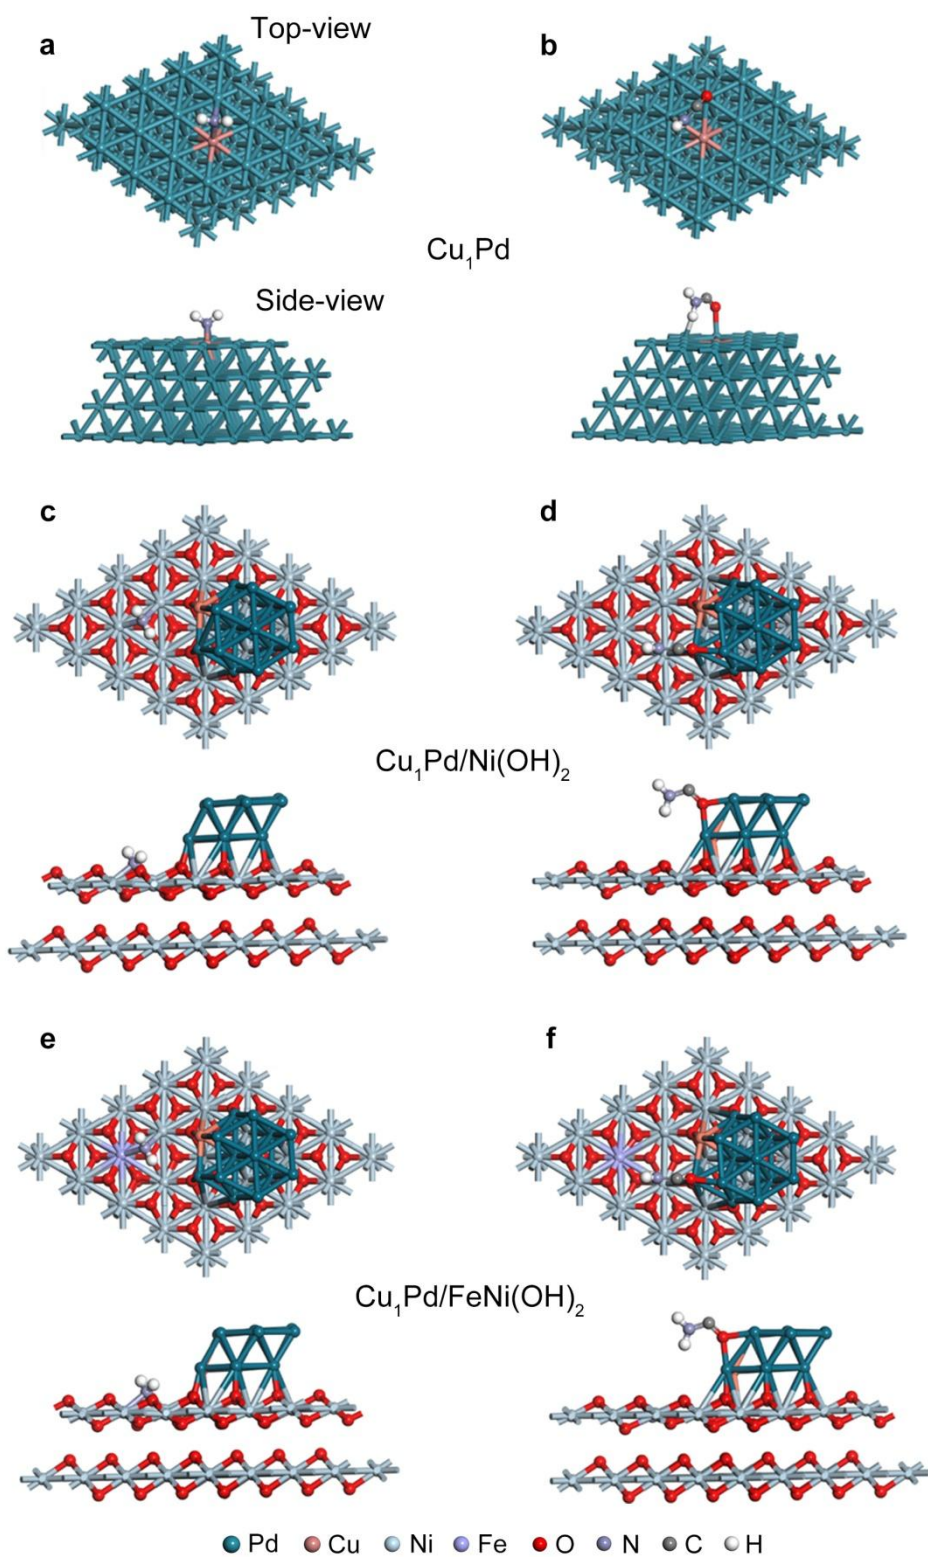 a Top-view b
Cu₁Pd
Side-view
c d
Cu₁Pd/Ni(OH)₂
e f
Cu₁Pd/FeNi(OH)₂
Pd Cu Ni Fe O N C H